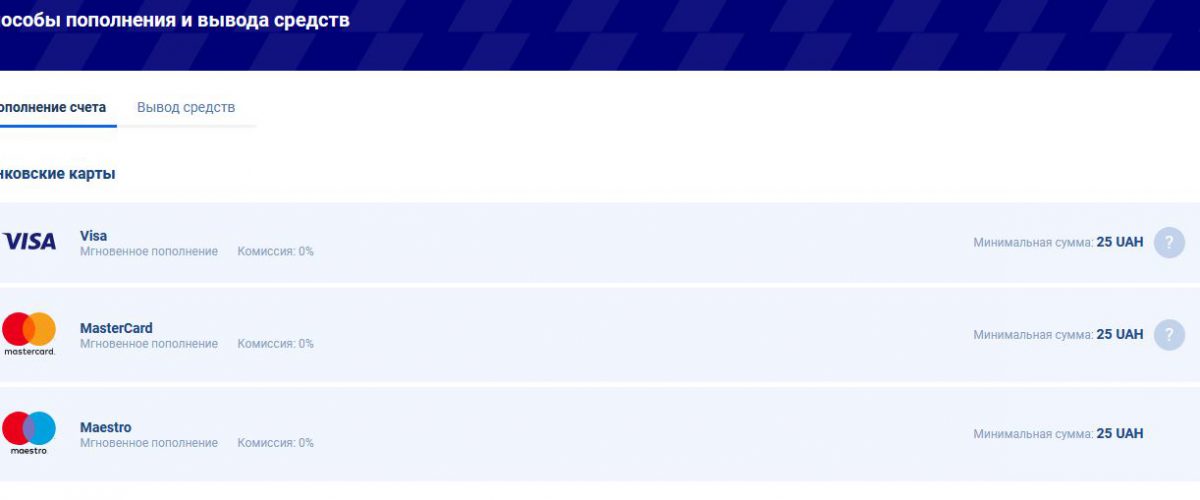 особы пополнения и вывода средств
ополнение счета Вывод средств
нковские карты
VISA
Visa
Мгновенное пополнение Комиссия: 0%
Минимальная сумма: 25 UAH ?
mastercard.
MasterCard
Мгновенное пополнение Комиссия: 0%
Минимальная сумма: 25 UAH ?
maestro.
Maestro
Мгновенное пополнение Комиссия: 0%
Минимальная сумма: 25 UAH